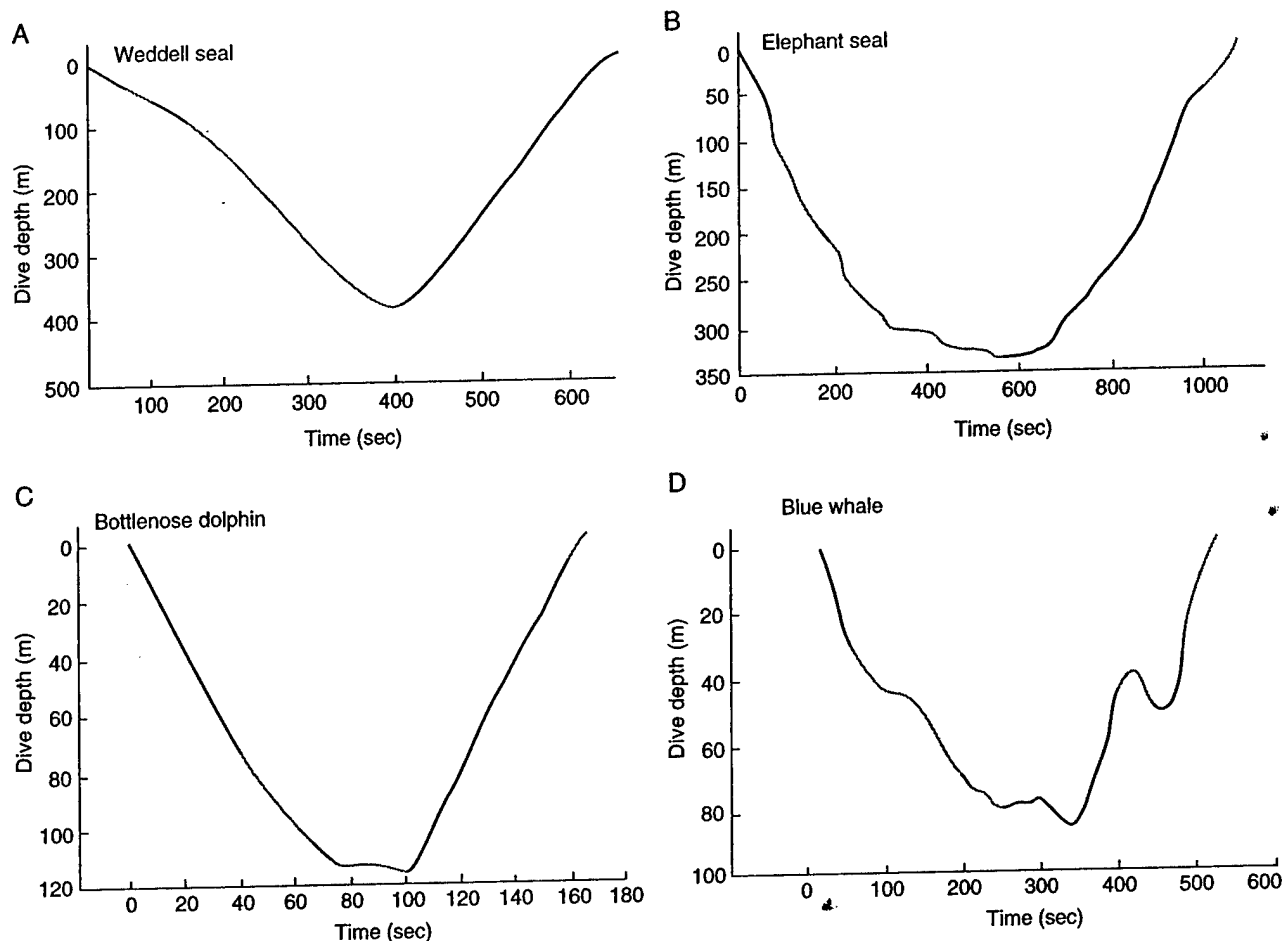 A
Weddell seal
0
100
200
300
400
500
Dive depth (m)
100 200 300 400 500 600
Time (sec)
B
Elephant seal
0
50
100
150
200
250
300
350
Dive depth (m)
0 200 400 600 800 1000
Time (sec)
C
Bottlenose dolphin
0
20
40
60
80
100
120
Dive depth (m)
0 20 40 60 80 100 120 140 160 180
Time (sec)
D
Blue whale
0
20
40
60
80
100
Dive depth (m)
0 100 200 300 400 500 600
Time (sec)